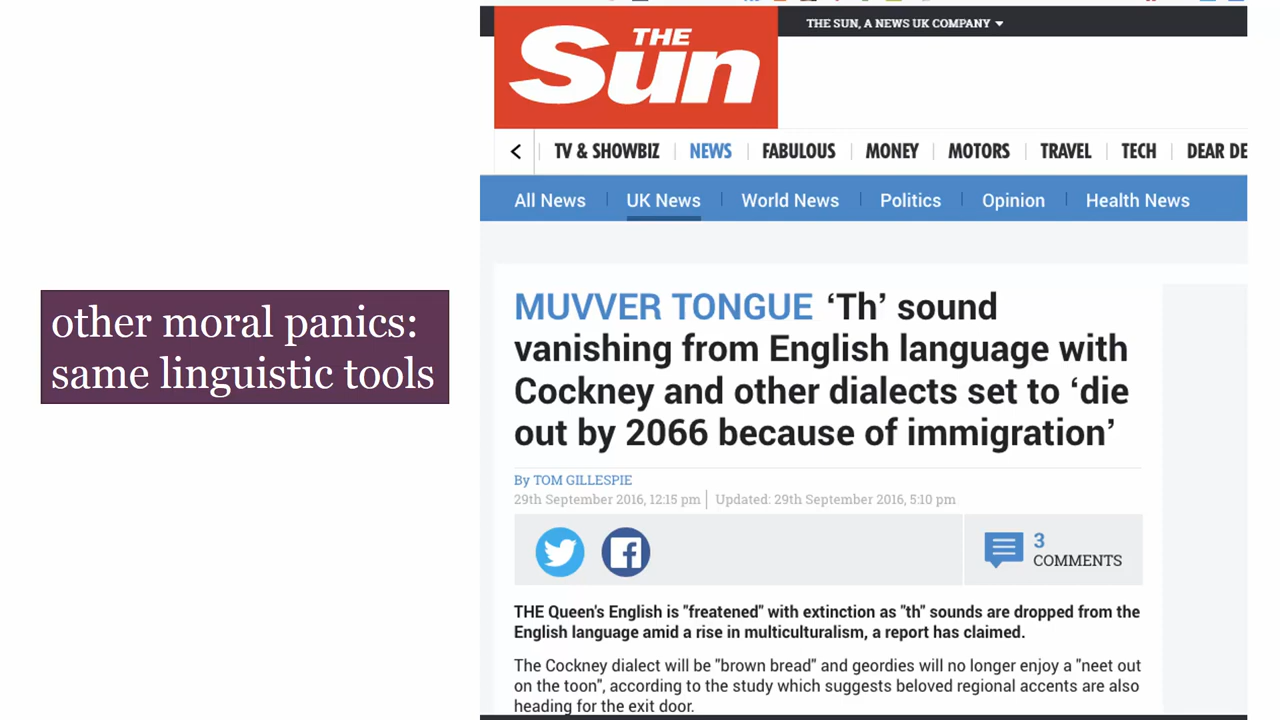 other moral panics:
same linguistic tools
THE
Sun
THE SUN, A NEWS UK COMPANY
TV & SHOWBIZ
NEWS
FABULOUS
MONEY
MOTORS
TRAVEL
TECH
DEAR DE
All News
UK News
World News
Politics
Opinion
Health News
MUVVER TONGUE ‘Th’ sound
vanishing from English language with
Cockney and other dialects set to ‘die
out by 2066 because of immigration’
By TOM GILLESPIE
29th September 2016, 12:15 pm
Updated: 29th September 2016, 5:10 pm
3
COMMENTS
THE Queen's English is "freatened" with extinction as "th" sounds are dropped from the
English language amid a rise in multiculturalism, a report has claimed.
The Cockney dialect will be "brown bread" and geordies will no longer enjoy a "neet out
on the toon", according to the study which suggests beloved regional accents are also
heading for the exit door.